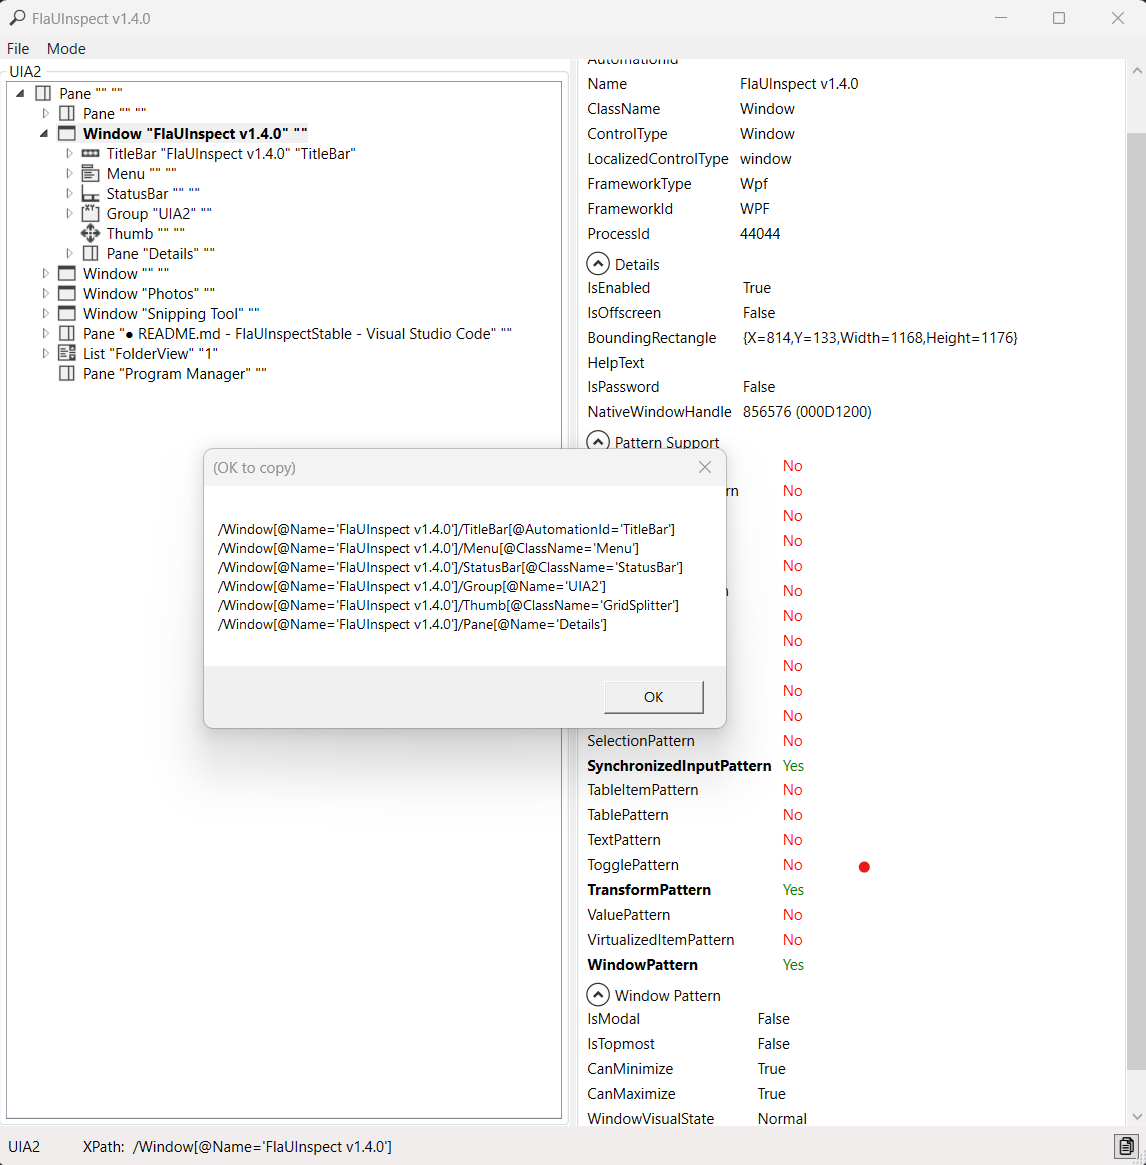 FlaUInspect v1.4.0
File Mode
UIA2
Pane "" ""
Pane "" ""
Window "FlaUInspect v1.4.0" ""
TitleBar "FlaUInspect v1.4.0" "TitleBar"
Menu "" ""
StatusBar "" ""
Group "UIA2" ""
Thumb "" ""
Pane "Details" ""
Window "" ""
Window "Photos" ""
Window "Snipping Tool" ""
Pane "● README.md - FlaUInspectStable - Visual Studio Code" ""
List "FolderView" "1"
Pane "Program Manager" ""
AutomationId
Name FlaUInspect v1.4.0
ClassName Window
ControlType Window
LocalizedControlType window
FrameworkType Wpf
FrameworkId WPF
ProcessId 44044
Details
IsEnabled True
IsOffscreen False
BoundingRectangle {X=814,Y=133,Width=1168,Height=1176}
HelpText
IsPassword False
NativeWindowHandle 856576 (000D1200)
Pattern Support
No
No
No
No
No
No
No
No
No
No
No
SelectionPattern No
SynchronizedInputPattern Yes
TableItemPattern No
TablePattern No
TextPattern No
TogglePattern No
TransformPattern Yes
ValuePattern No
VirtualizedItemPattern No
WindowPattern Yes
Window Pattern
IsModal False
IsTopmost False
CanMinimize True
CanMaximize True
WindowVisualState Normal
(OK to copy)
/Window[@Name='FlaUInspect v1.4.0']/TitleBar[@AutomationId='TitleBar']
/Window[@Name='FlaUInspect v1.4.0']/Menu[@ClassName='Menu']
/Window[@Name='FlaUInspect v1.4.0']/StatusBar[@ClassName='StatusBar']
/Window[@Name='FlaUInspect v1.4.0']/Group[@Name='UIA2']
/Window[@Name='FlaUInspect v1.4.0']/Thumb[@ClassName='GridSplitter']
/Window[@Name='FlaUInspect v1.4.0']/Pane[@Name='Details']
OK
UIA2 XPath: /Window[@Name='FlaUInspect v1.4.0']